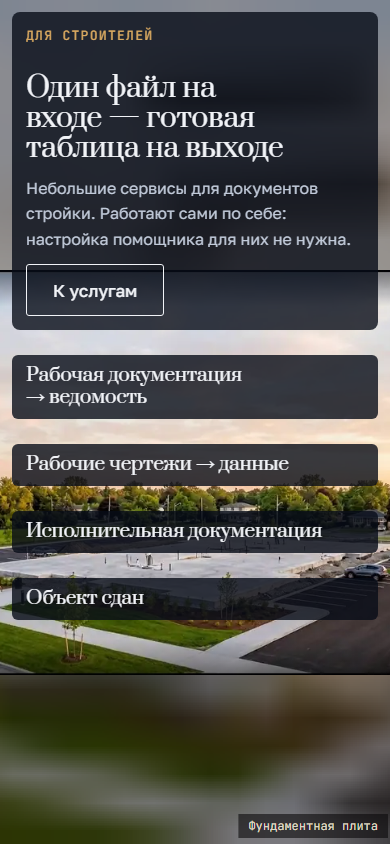 ДЛЯ СТРОИТЕЛЕЙ
Один файл на
входе — готовая
таблица на выходе
Небольшие сервисы для документов
стройки. Работают сами по себе:
настройка помощника для них не нужна.
К услугам
Рабочая документация
→ ведомость
Рабочие чертежи → данные
Исполнительная документация
Объект сдан
Фундаментная плита